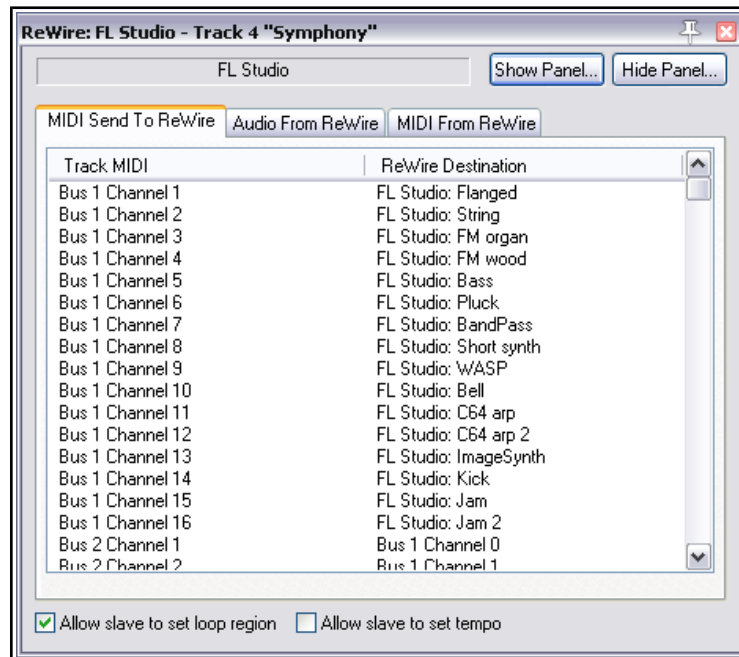 ReWire: FL Studio - Track 4 "Symphony"
FL Studio Show Panel... Hide Panel...
MIDI Send To ReWire Audio From ReWire MIDI From ReWire
Track MIDI ReWire Destination
Bus 1 Channel 1 FL Studio: Flanged
Bus 1 Channel 2 FL Studio: String
Bus 1 Channel 3 FL Studio: FM organ
Bus 1 Channel 4 FL Studio: FM wood
Bus 1 Channel 5 FL Studio: Bass
Bus 1 Channel 6 FL Studio: Pluck
Bus 1 Channel 7 FL Studio: BandPass
Bus 1 Channel 8 FL Studio: Short synth
Bus 1 Channel 9 FL Studio: WASP
Bus 1 Channel 10 FL Studio: Bell
Bus 1 Channel 11 FL Studio: C64 arp
Bus 1 Channel 12 FL Studio: C64 arp 2
Bus 1 Channel 13 FL Studio: ImageSynth
Bus 1 Channel 14 FL Studio: Kick
Bus 1 Channel 15 FL Studio: Jam
Bus 1 Channel 16 FL Studio: Jam 2
Bus 2 Channel 1 Bus 1 Channel 0
Bus 2 Channel 2 Bus 1 Channel 1
Allow slave to set loop region Allow slave to set tempo